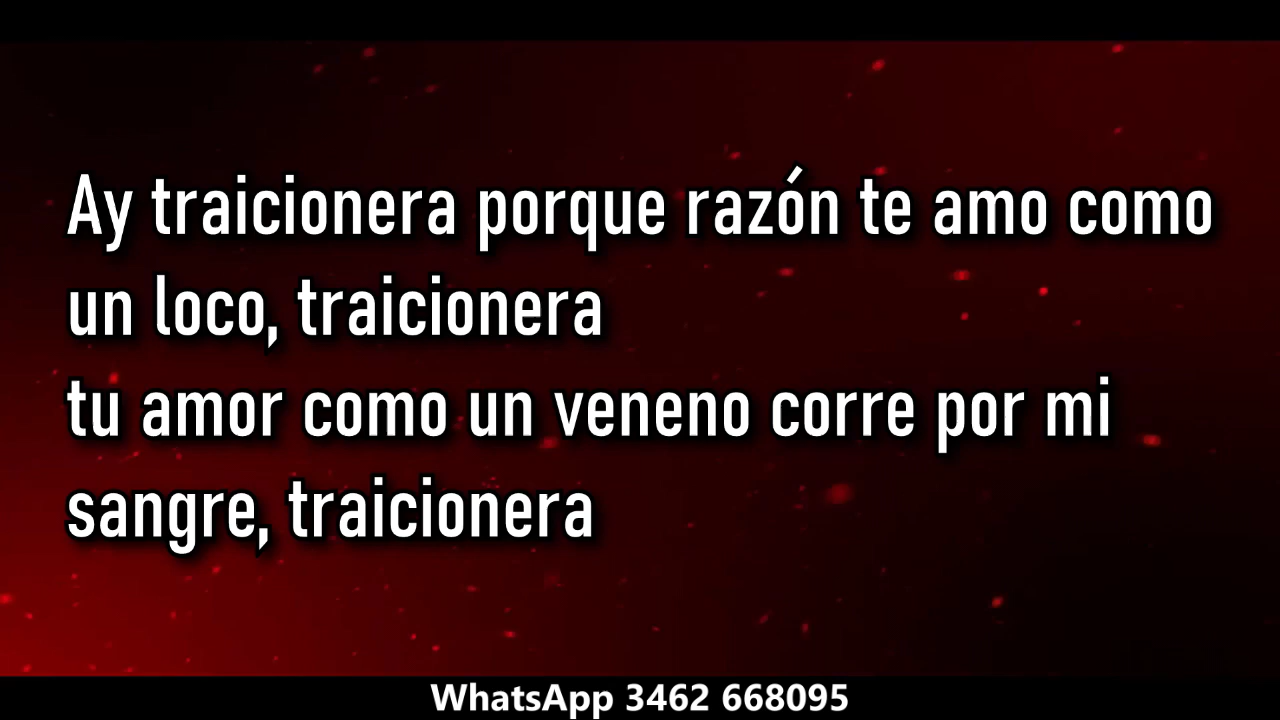 Ay traicionera porque razón te amo como
un loco, traicionera
tu amor como un veneno corre por mi
sangre, traicionera
WhatsApp 3462 668095